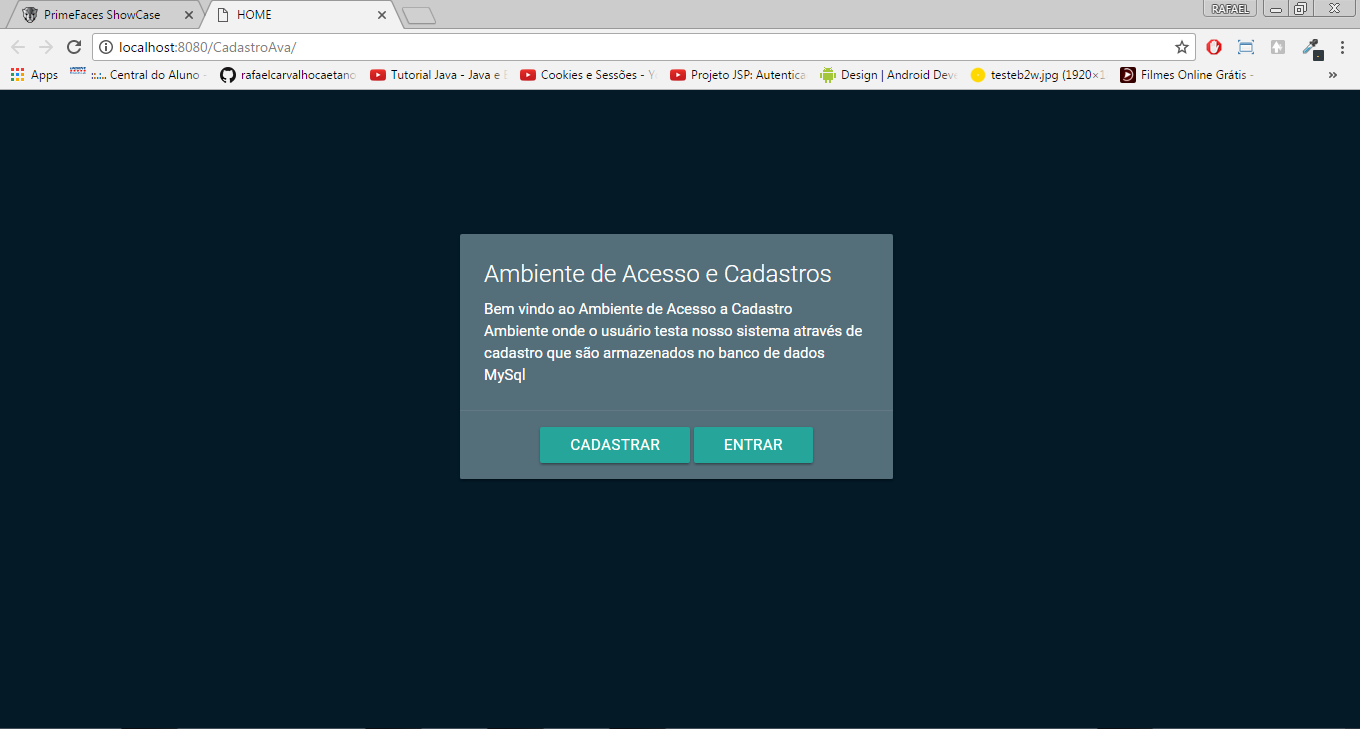 PrimeFaces ShowCase
HOME
RAFAEL
localhost:8080/CadastroAva/
Apps
::.:.. Central do Aluno -
rafaelcarvalhocaetano
Tutorial Java - Java e E
Cookies e Sessões - Y
Projeto JSP: Autentica
Design | Android Deve
testeb2w.jpg (1920×1
Filmes Online Grátis -
»
Ambiente de Acesso e Cadastros
Bem vindo ao Ambiente de Acesso a Cadastro
Ambiente onde o usuário testa nosso sistema através de
cadastro que são armazenados no banco de dados
MySql
CADASTRAR
ENTRAR